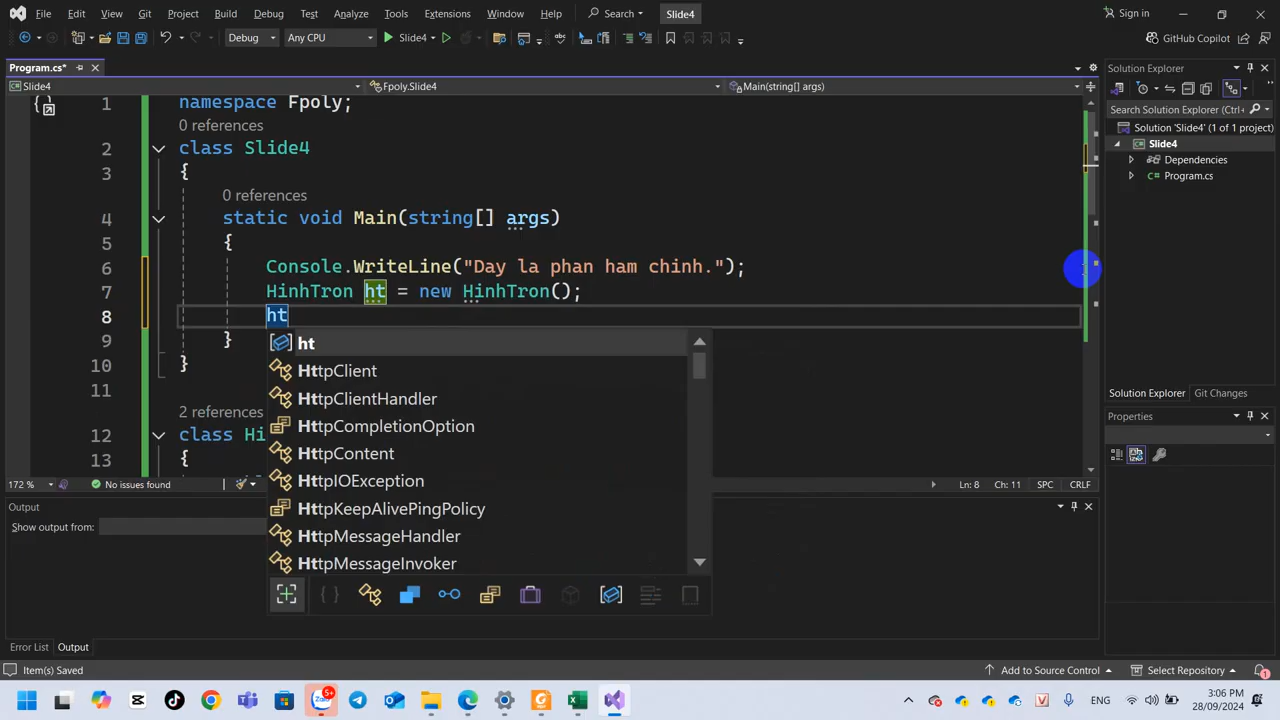 File Edit View Git Project Build Debug Test Analyze Tools Extensions Window Help Search Slide4 Sign in
Debug Any CPU Slide4 GitHub Copilot
Program.cs*
Slide4 Fpoly.Slide4 Main(string[] args)
1 namespace Fpoly;
0 references
2 class Slide4
3 {
0 references
4 static void Main(string[] args)
5 {
6 Console.WriteLine("Day la phan ham chinh.");
7 HinhTron ht = new HinhTron();
8 ht
9 }
10 }
11
2 references
12 class Hi
13 {
ht
HttpClient
HttpClientHandler
HttpCompletionOption
HttpContent
HttpIOException
HttpKeepAlivePingPolicy
HttpMessageHandler
HttpMessageInvoker
172 % No issues found Ln: 8 Ch: 11 SPC CRLF
Output
Show output from:
Error List Output
Solution Explorer
Search Solution Explorer (Ctrl+
Solution 'Slide4' (1 of 1 project)
Slide4
Dependencies
Program.cs
Solution Explorer Git Changes
Properties
Item(s) Saved Add to Source Control Select Repository 1
Zalo 5+ ENG 3:06 PM
28/09/2024